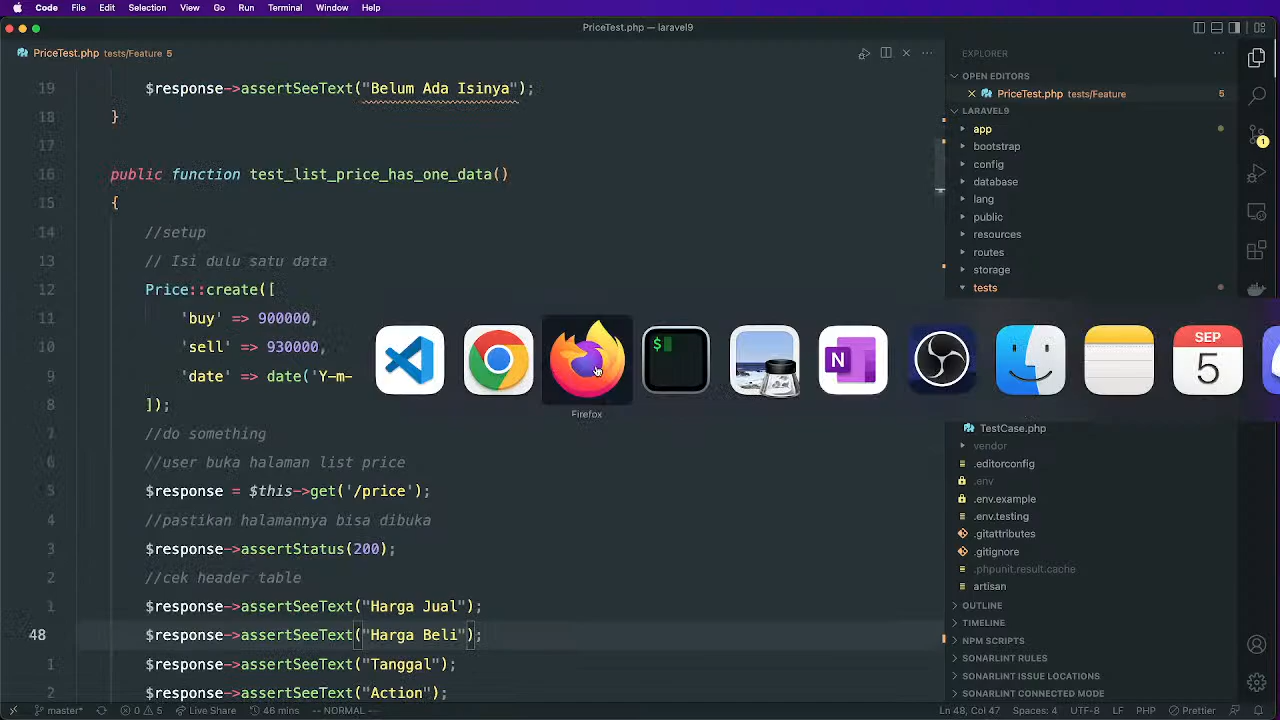 Code File Edit Selection View Go Run Terminal Window Help
PriceTest.php — laravel9
PriceTest.php tests/Feature 5
19 $response->assertSeeText("Belum Ada Isinya");
18 }
17
16 public function test_list_price_has_one_data()
15 {
14 //setup
13 // Isi dulu satu data
12 Price::create([
11 'buy' => 900000,
10 'sell' => 930000,
9 'date' => date('Y-m-
8 ]);
7 //do something
6 //user buka halaman list price
5 $response = $this->get('/price');
4 //pastikan halamannya bisa dibuka
3 $response->assertStatus(200);
2 //cek header table
1 $response->assertSeeText("Harga Jual");
48 $response->assertSeeText("Harga Beli");
1 $response->assertSeeText("Tanggal");
2 $response->assertSeeText("Action");
$
N
SEP
5
Firefox
EXPLORER
OPEN EDITORS
PriceTest.php tests/Feature 5
LARAVEL9
app
bootstrap
config
database
lang
public
resources
routes
storage
tests
TestCase.php
vendor
.editorconfig
.env
.env.example
.env.testing
.gitattributes
.gitignore
.phpunit.result.cache
artisan
OUTLINE
TIMELINE
NPM SCRIPTS
SONARLINT RULES
SONARLINT ISSUE LOCATIONS
SONARLINT CONNECTED MODE
1
master* 0 5 Live Share 46 mins -- NORMAL -- Ln 48, Col 47 Spaces: 4 UTF-8 LF PHP Prettier